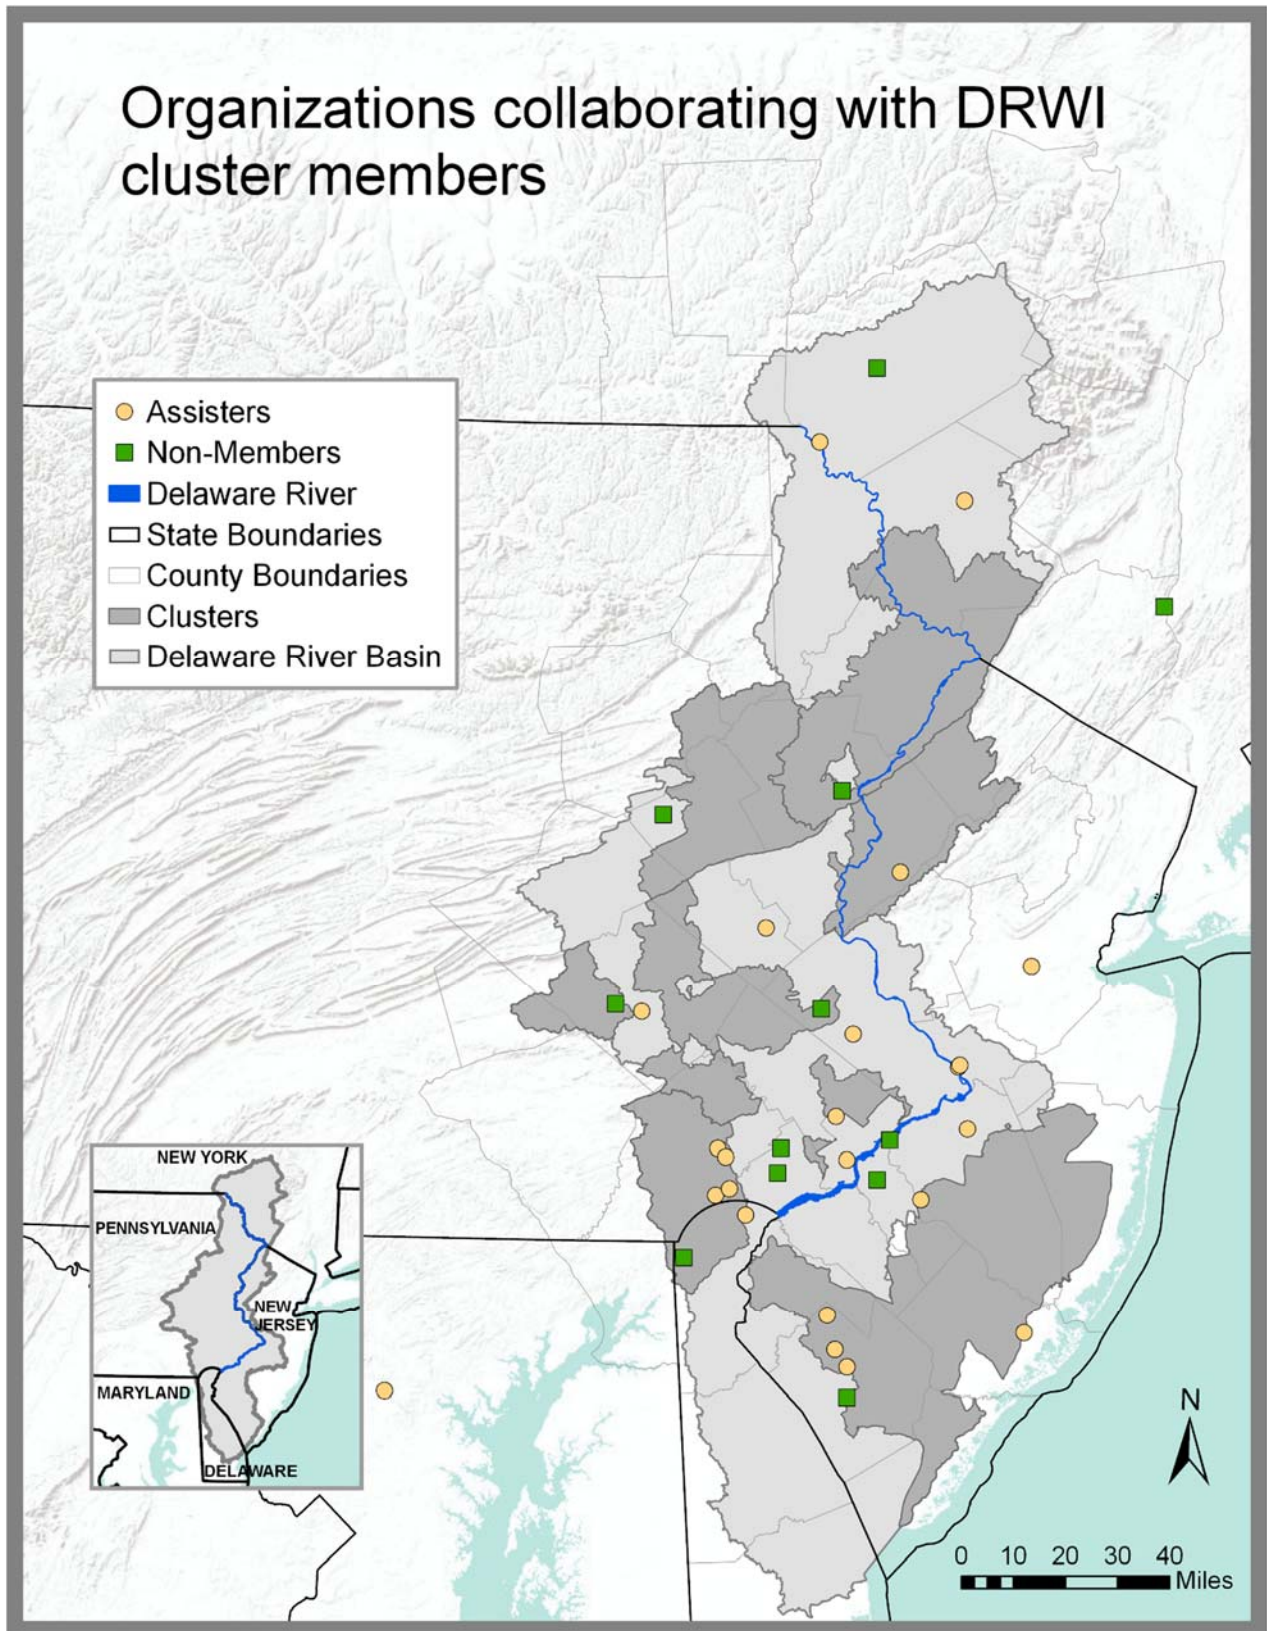 Organizations collaborating with DRWI
cluster members
Assisters
Non-Members
Delaware River
State Boundaries
County Boundaries
Clusters
Delaware River Basin
NEW YORK
PENNSYLVANIA
NEW
JERSEY
MARYLAND
DELAWARE
N
0 10 20 30 40
Miles